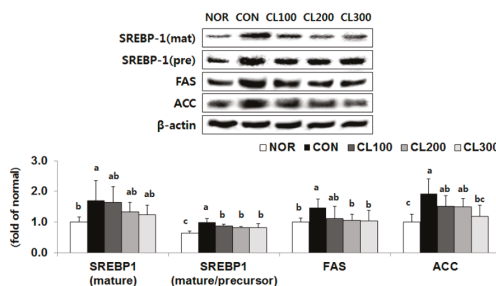 NOR CON CL100 CL200 CL300
SREBP-1(mat)
SREBP-1(pre)
FAS
ACC
β-actin
NOR CON CL100 CL200 CL300
(fold of normal)
3.0
2.0
1.0
0.0
b a ab ab ab
c a b b b
b a ab b b
c a ab ab bc
SREBP1 SREBP1 FAS ACC
(mature) (mature/precursor)